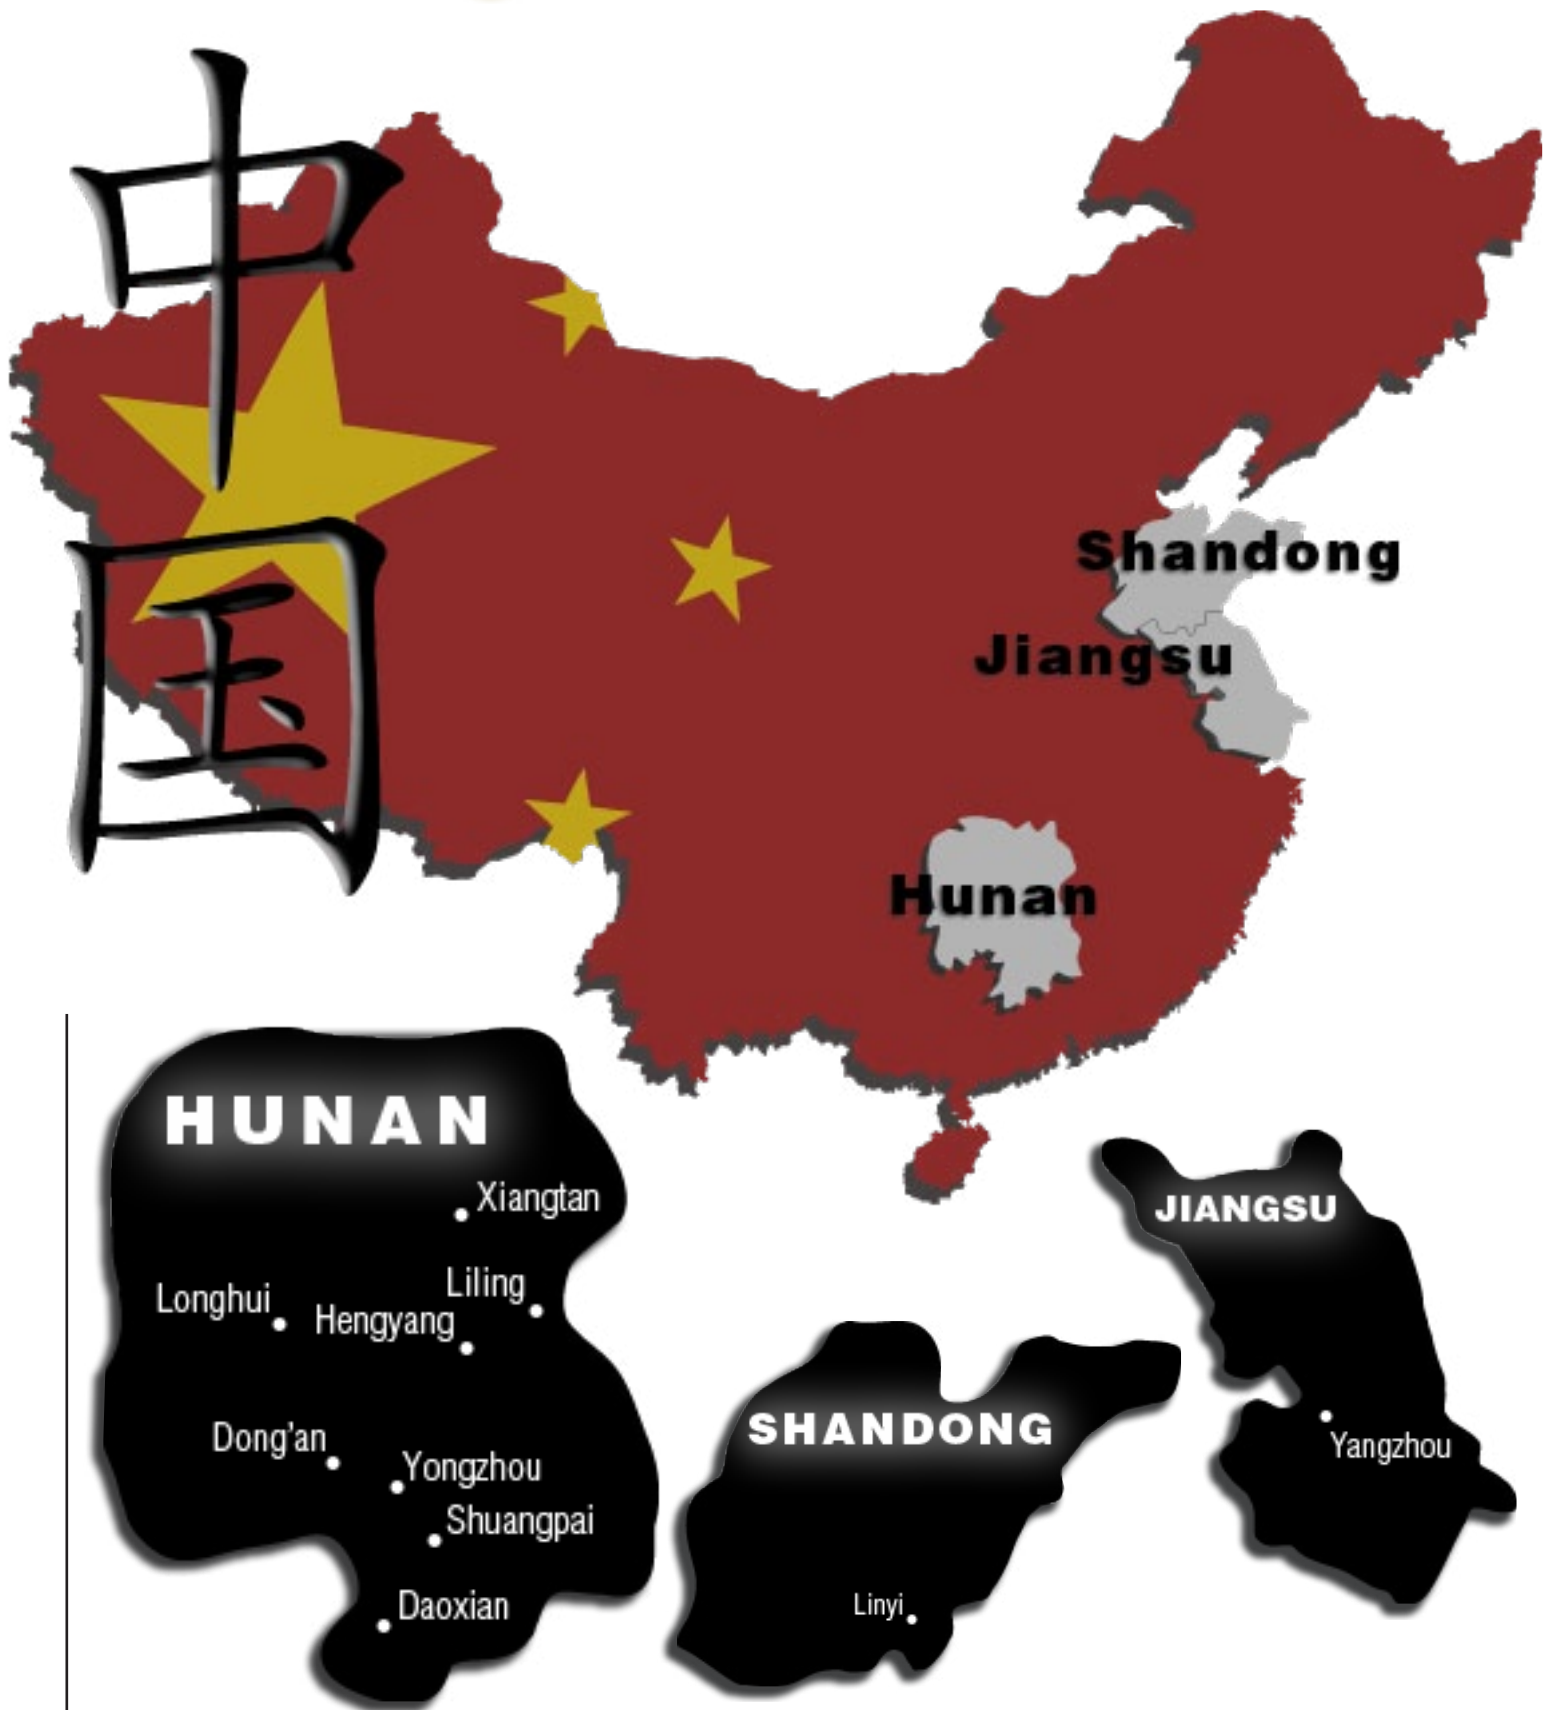 中
国
Shandong
Jiangsu
Hunan
HUNAN
Xiangtan
Liling
Longhui
Hengyang
Dong'an
Yongzhou
Shuangpai
Daoxian
SHANDONG
Linyi
JIANGSU
Yangzhou